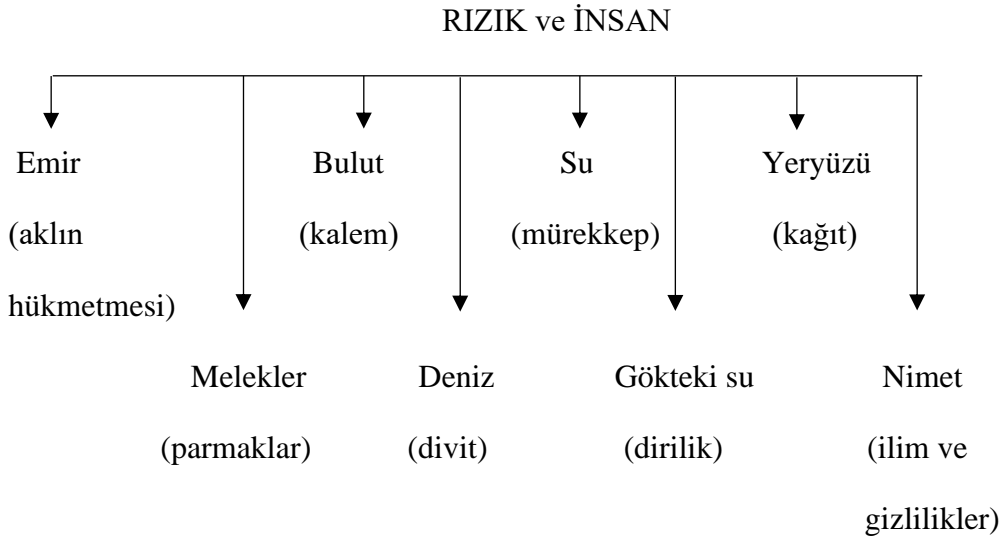 RIZIK ve İNSAN
Emir Bulut Su Yeryüzü
(aklın (kalem) (mürekkep) (kağıt)
hükmetmesi)
Melekler Deniz Gökteki su Nimet
(parmaklar) (divit) (dirilik) (ilim ve
gizlilikler)